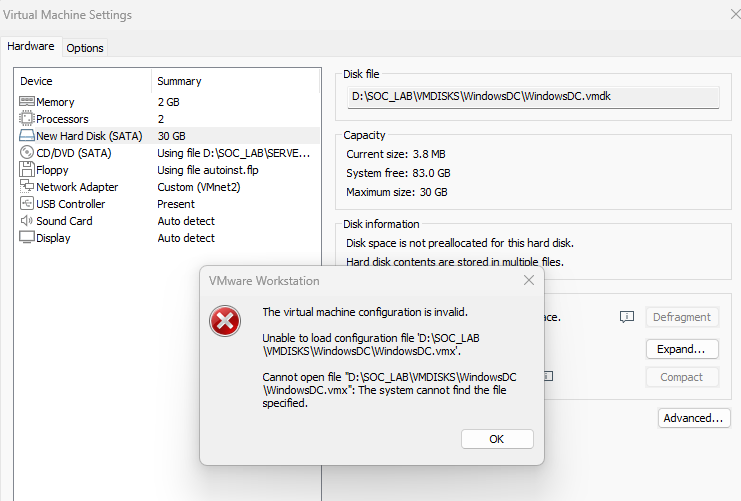 Virtual Machine Settings
Hardware
Options
Device Summary
Memory 2 GB
Processors 2
New Hard Disk (SATA) 30 GB
CD/DVD (SATA) Using file D:\SOC_LAB\SERVE...
Floppy Using file autoinst.flp
Network Adapter Custom (VMnet2)
USB Controller Present
Sound Card Auto detect
Display Auto detect
Disk file
D:\SOC_LAB\VMDISKS\WindowsDC\WindowsDC.vmdk
Capacity
Current size: 3.8 MB
System free: 83.0 GB
Maximum size: 30 GB
Disk information
Disk space is not preallocated for this hard disk.
Hard disk contents are stored in multiple files.
Defragment
Expand...
Compact
Advanced...
VMware Workstation
The virtual machine configuration is invalid.
Unable to load configuration file 'D:\SOC_LAB
\VMDISKS\WindowsDC\WindowsDC.vmx'.
Cannot open file "D:\SOC_LAB\VMDISKS\WindowsDC
\WindowsDC.vmx": The system cannot find the file
specified.
OK